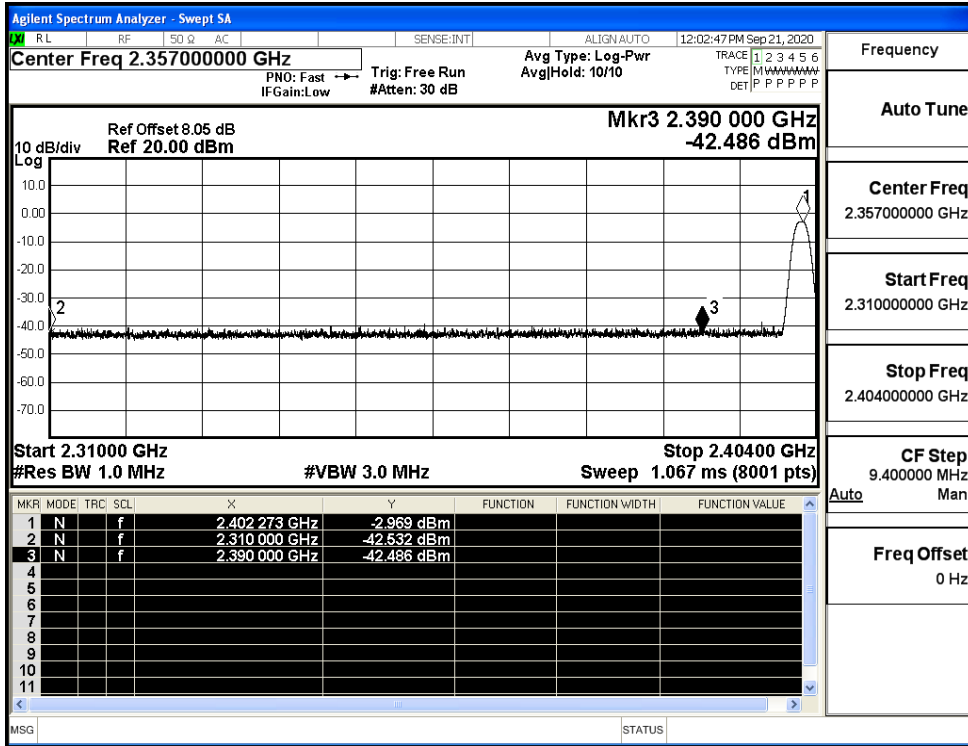 Agilent Spectrum Analyzer - Swept SA
LXI RL RF 50 Ω AC SENSE:INT ALIGN AUTO 12:02:47 PM Sep 21, 2020
Center Freq 2.357000000 GHz
PNO: Fast
IFGain:Low
Trig: Free Run
#Atten: 30 dB
Avg Type: Log-Pwr
Avg|Hold: 10/10
TRACE 1 2 3 4 5 6
TYPE M WWWWW
DET P P P P P P
Frequency
Auto Tune
Center Freq
2.357000000 GHz
Start Freq
2.310000000 GHz
Stop Freq
2.404000000 GHz
CF Step
9.400000 MHz
Auto Man
Freq Offset
0 Hz
Mkr3 2.390 000 GHz
-42.486 dBm
Ref Offset 8.05 dB
10 dB/div Ref 20.00 dBm
Log
10.0
0.00
-10.0
-20.0
-30.0
-40.0
-50.0
-60.0
-70.0
1
2
3
Start 2.31000 GHz Stop 2.40400 GHz
#Res BW 1.0 MHz #VBW 3.0 MHz Sweep 1.067 ms (8001 pts)
MKR MODE TRC SCL X Y FUNCTION FUNCTION WIDTH FUNCTION VALUE
1 N f 2.402 273 GHz -2.969 dBm
2 N f 2.310 000 GHz -42.532 dBm
3 N f 2.390 000 GHz -42.486 dBm
4
5
6
7
8
9
10
11
MSG STATUS